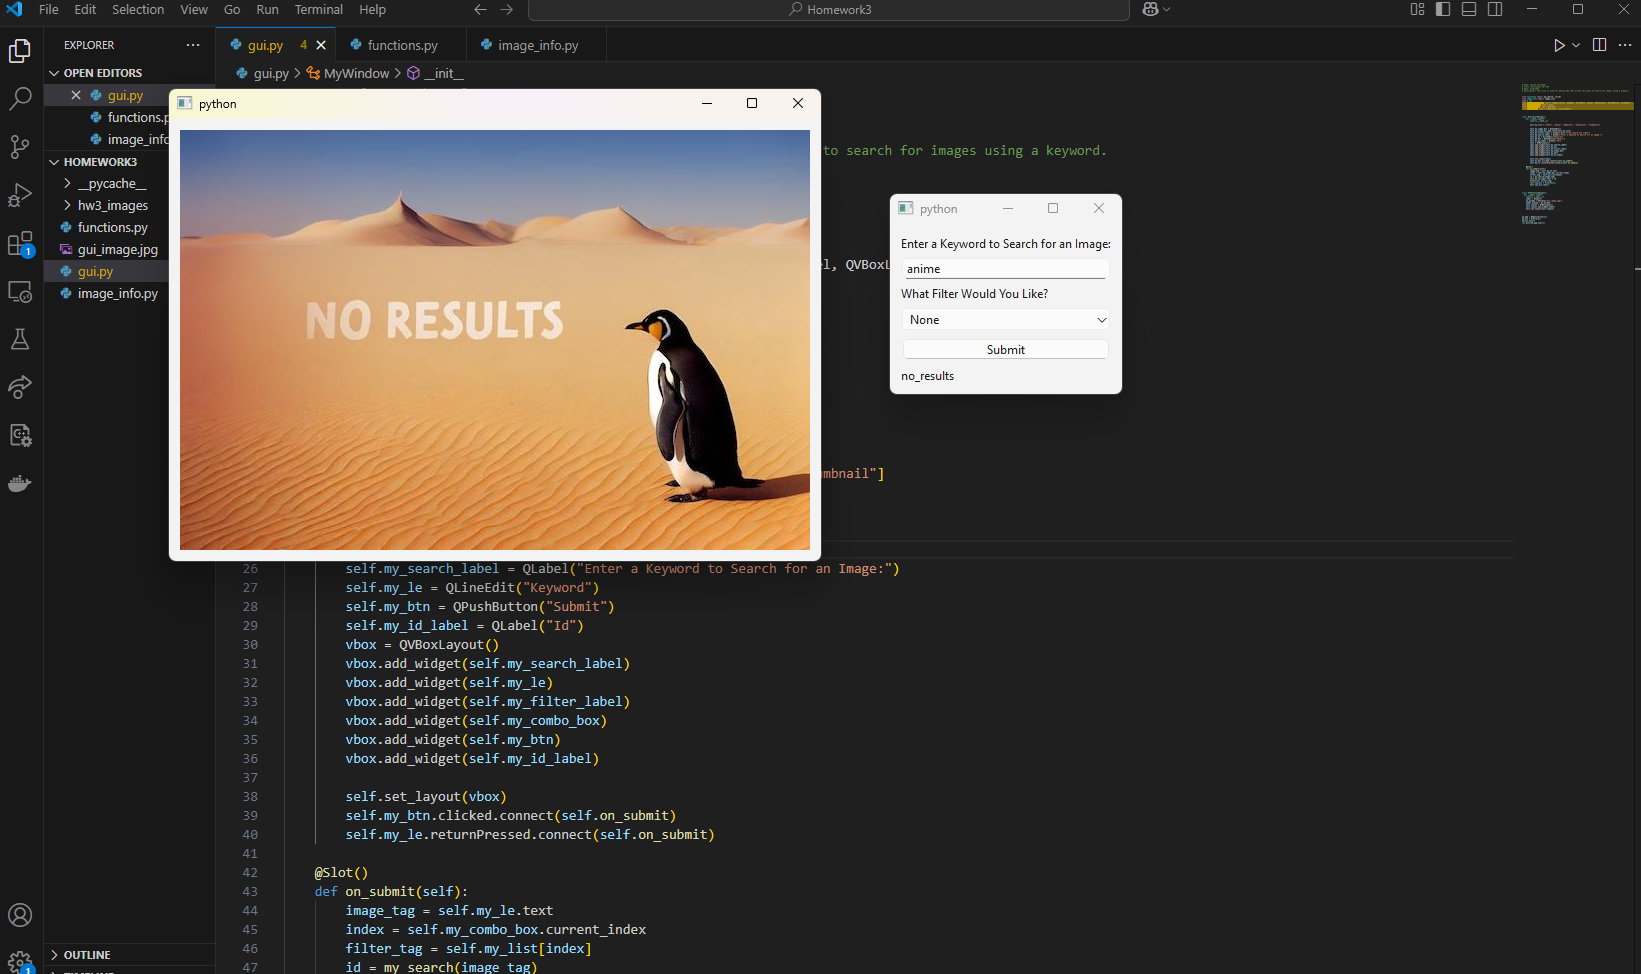 File Edit Selection View Go Run Terminal Help
Homework3
EXPLORER
gui.py 4
functions.py
image_info.py
OPEN EDITORS
gui.py
functions.p
image_info
gui.py
MyWindow
__init__
HOMEWORK3
__pycache__
hw3_images
functions.py
gui_image.jpg
gui.py
image_info.py
OUTLINE
1
1
python
NO RESULTS
to search for images using a keyword.
el, QVBoxL
umbnail"]
python
Enter a Keyword to Search for an Image:
anime
What Filter Would You Like?
None
Submit
no_results
26 self.my_search_label = QLabel("Enter a Keyword to Search for an Image:")
27 self.my_le = QLineEdit("Keyword")
28 self.my_btn = QPushButton("Submit")
29 self.my_id_label = QLabel("Id")
30 vbox = QVBoxLayout()
31 vbox.add_widget(self.my_search_label)
32 vbox.add_widget(self.my_le)
33 vbox.add_widget(self.my_filter_label)
34 vbox.add_widget(self.my_combo_box)
35 vbox.add_widget(self.my_btn)
36 vbox.add_widget(self.my_id_label)
37
38 self.set_layout(vbox)
39 self.my_btn.clicked.connect(self.on_submit)
40 self.my_le.returnPressed.connect(self.on_submit)
41
42 @Slot()
43 def on_submit(self):
44 image_tag = self.my_le.text
45 index = self.my_combo_box.current_index
46 filter_tag = self.my_list[index]
47 id = my_search(image_tag)